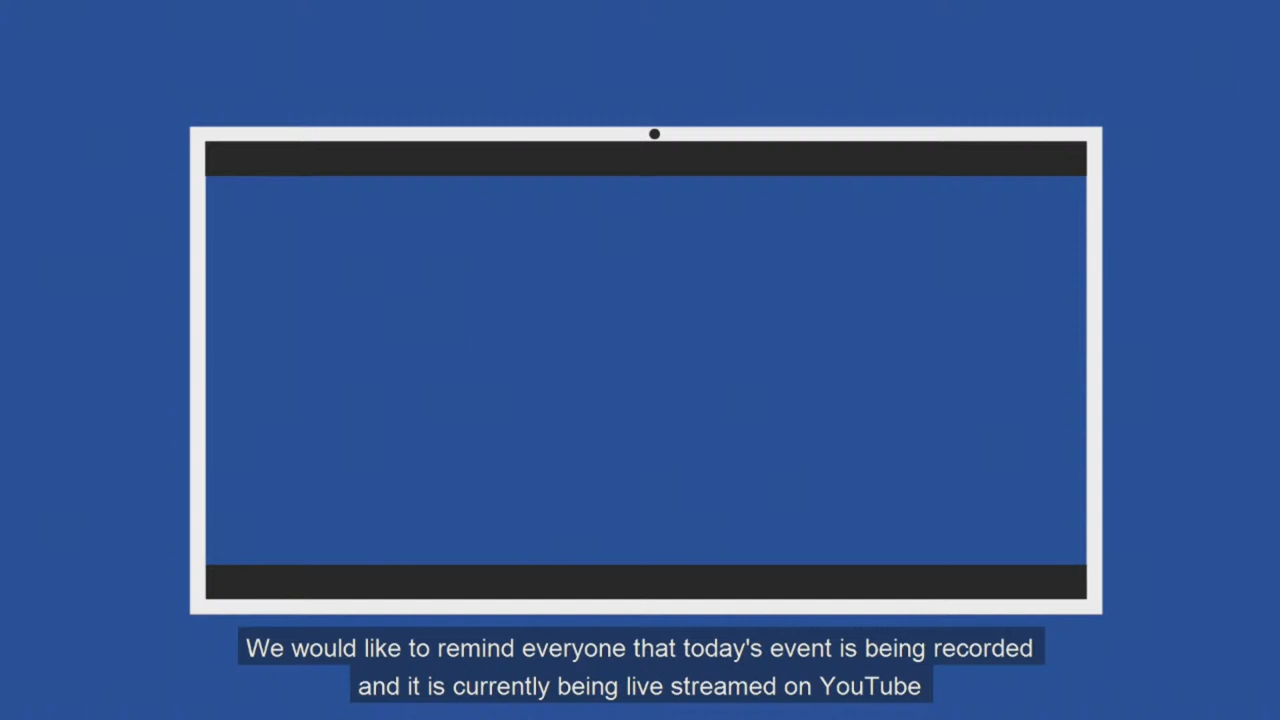 We would like to remind everyone that today's event is being recorded
and it is currently being live streamed on YouTube